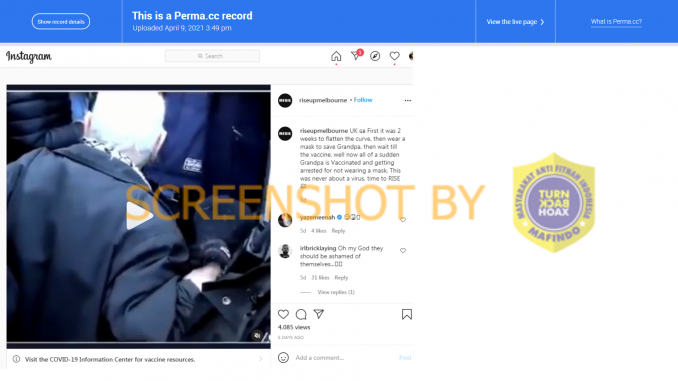 Show record details
This is a Perma.cc record
Uploaded April 9, 2021 3:49 pm
View the live page
What is Perma.cc?
Instagram
Search
1
RISE
riseupmelbourne • Follow
RISE
riseupmelbourne UK
First it was 2
weeks to flatten the curve, then wear a
mask to save Grandpa, then wait till
the vaccine, well now all of a sudden
Grandpa is Vaccinated and getting
arrested for not wearing a mask. This
was never about a virus, time to RISE
yazemeenah
5d 4 likes Reply
irlbricklaying Oh my God they
should be ashamed of
themselves...
5d 31 likes Reply
View replies (1)
4,085 views
5 DAYS AGO
Visit the COVID-19 Information Center for vaccine resources.
Add a comment...
Post
SCREENSHOT BY
MASYARAKAT ANTI FITNAH INDONESIA
TURN
BACK
HOAX
MAFINDO